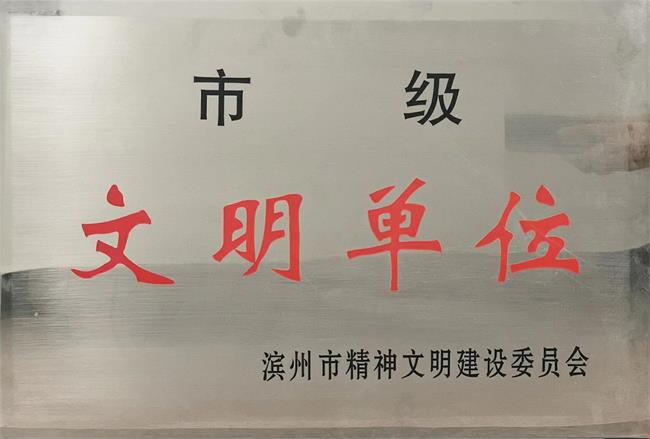 市级
文明单位
滨州市精神文明建设委员会